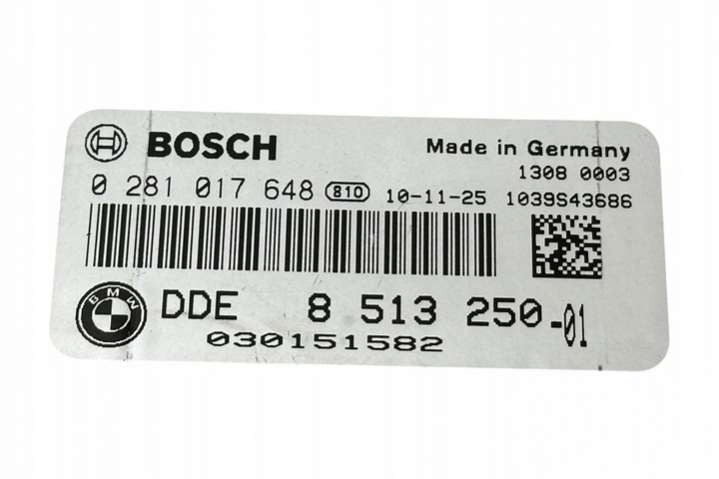 BOSCH Made in Germany
1308 0003
0 281 017 648 810 10-11-25 1039S43686
BMW DDE 8 513 250-01
030151582